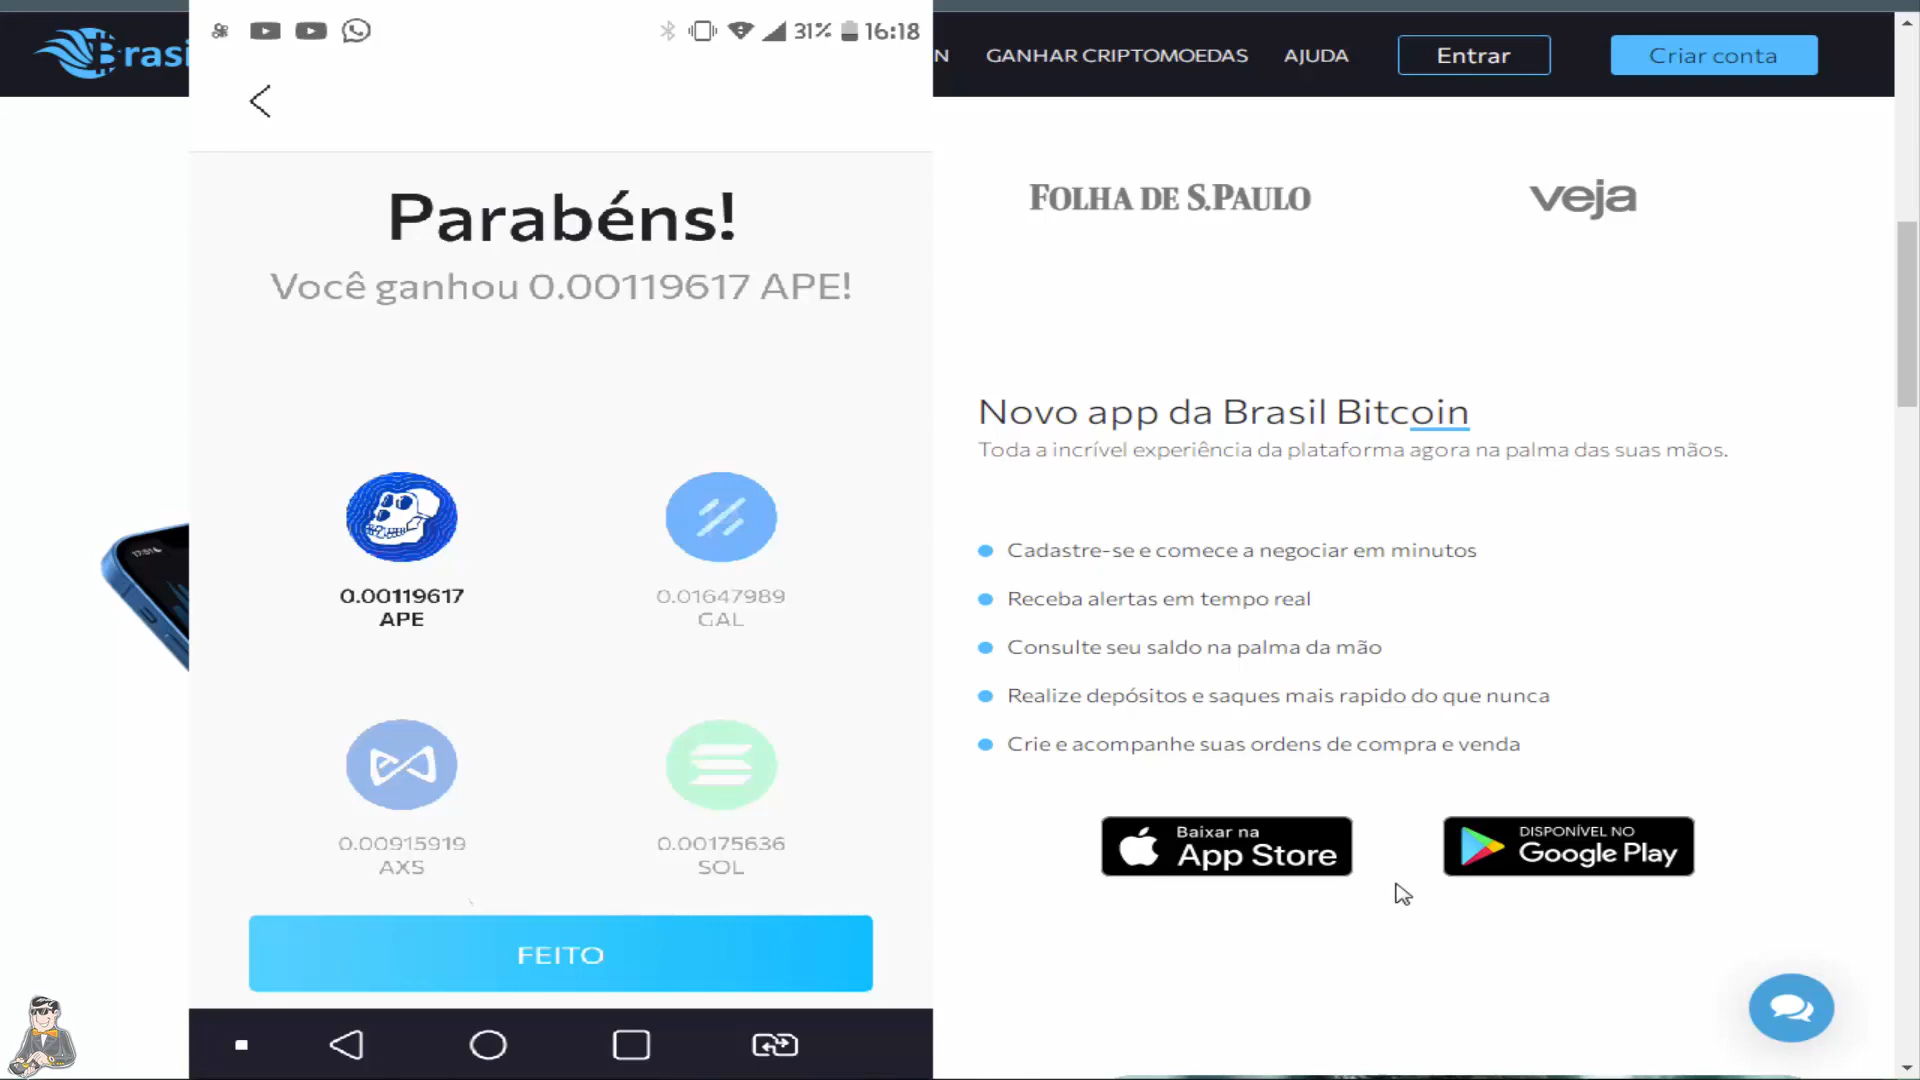 31% 16:18
Brasi
N GANHAR CRIPTOMOEDAS AJUDA Entrar Criar conta
Parabéns!
Você ganhou 0.00119617 APE!
0.00119617
APE
0.01647989
GAL
0.00915919
AXS
0.00175636
SOL
FEITO
FOLHA DE S.PAULO
veja
Novo app da Brasil Bitcoin
Toda a incrível experiência da plataforma agora na palma das suas mãos.
Cadastre-se e comece a negociar em minutos
Receba alertas em tempo real
Consulte seu saldo na palma da mão
Realize depósitos e saques mais rapido do que nunca
Crie e acompanhe suas ordens de compra e venda
Baixar na
App Store
DISPONÍVEL NO
Google Play